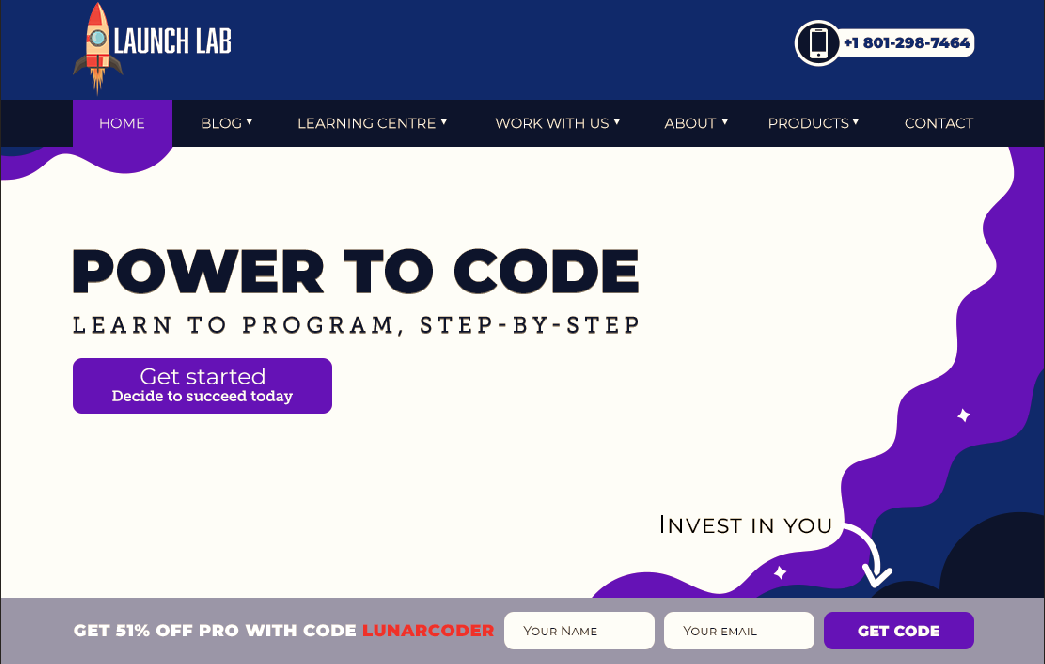 LAUNCH LAB
+1 801-298-7464
HOME
BLOG
LEARNING CENTRE
WORK WITH US
ABOUT
PRODUCTS
CONTACT
POWER TO CODE
LEARN TO PROGRAM, STEP-BY-STEP
Get started
Decide to succeed today
INVEST IN YOU
GET 51% OFF PRO WITH CODE LUNARCODER
YOUR NAME
YOUR EMAIL
GET CODE